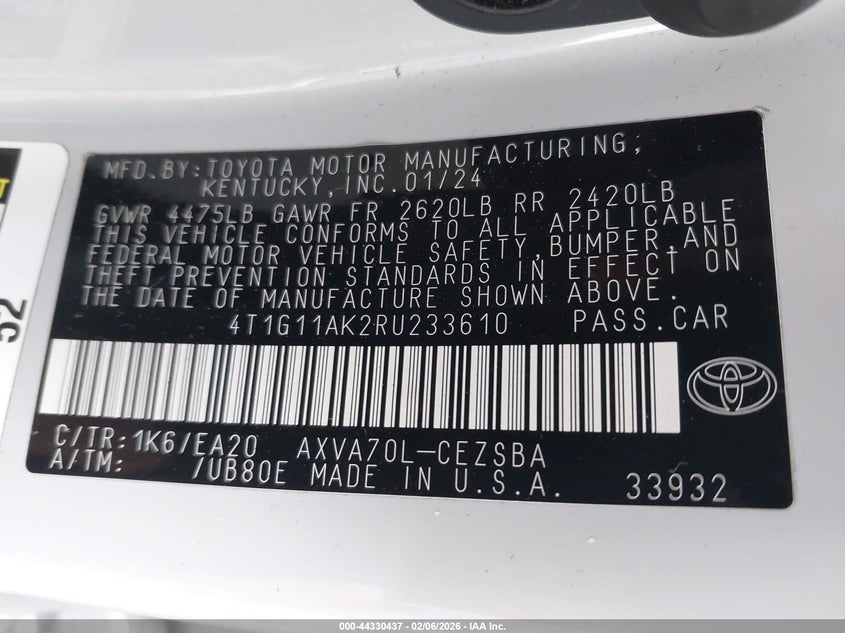 MFD.BY:TOYOTA MOTOR MANUFACTURING;
KENTUCKY,INC.01/24
GVWR 4475LB GAWR FR 2620LB RR 2420LB
THIS VEHICLE CONFORMS TO ALL APPLICABLE
FEDERAL MOTOR VEHICLE SAFETY,BUMPER,AND
THEFT PREVENTION STANDARDS IN EFFECT ON
THE DATE OF MANUFACTURE SHOWN ABOVE.
4T1G11AK2RU233610 PASS.CAR
C/TR:1K6/EA20 AXVA70L-CEZSBA
A/TM: /UB80E MADE IN U.S.A. 33932
52
000-44330437 - 02/06/2026 - IAA Inc.